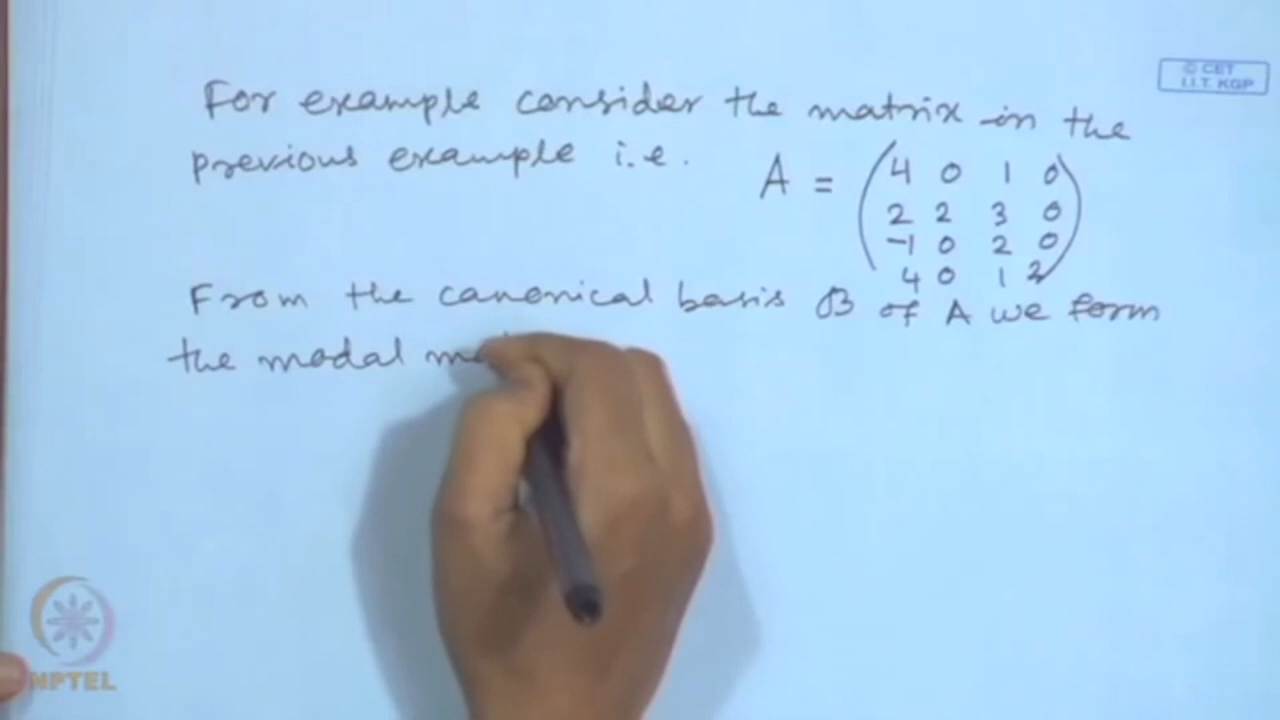 © CET
I.I.T. KGP
For example consider the matrix in the
previous example i.e. A = (4 0 1 0
2 2 3 0
-1 0 2 0
4 0 1 2)
From the canonical basis B of A we form
the modal
NPTEL